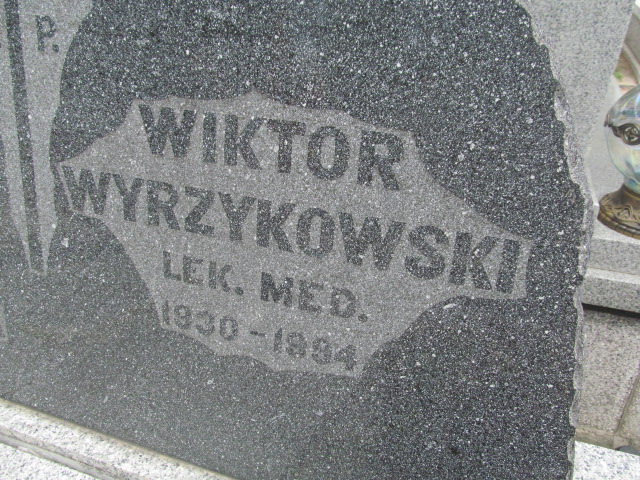 P.
WIKTOR
WYRZYKOWSKI
LEK. MED.
1930-1994